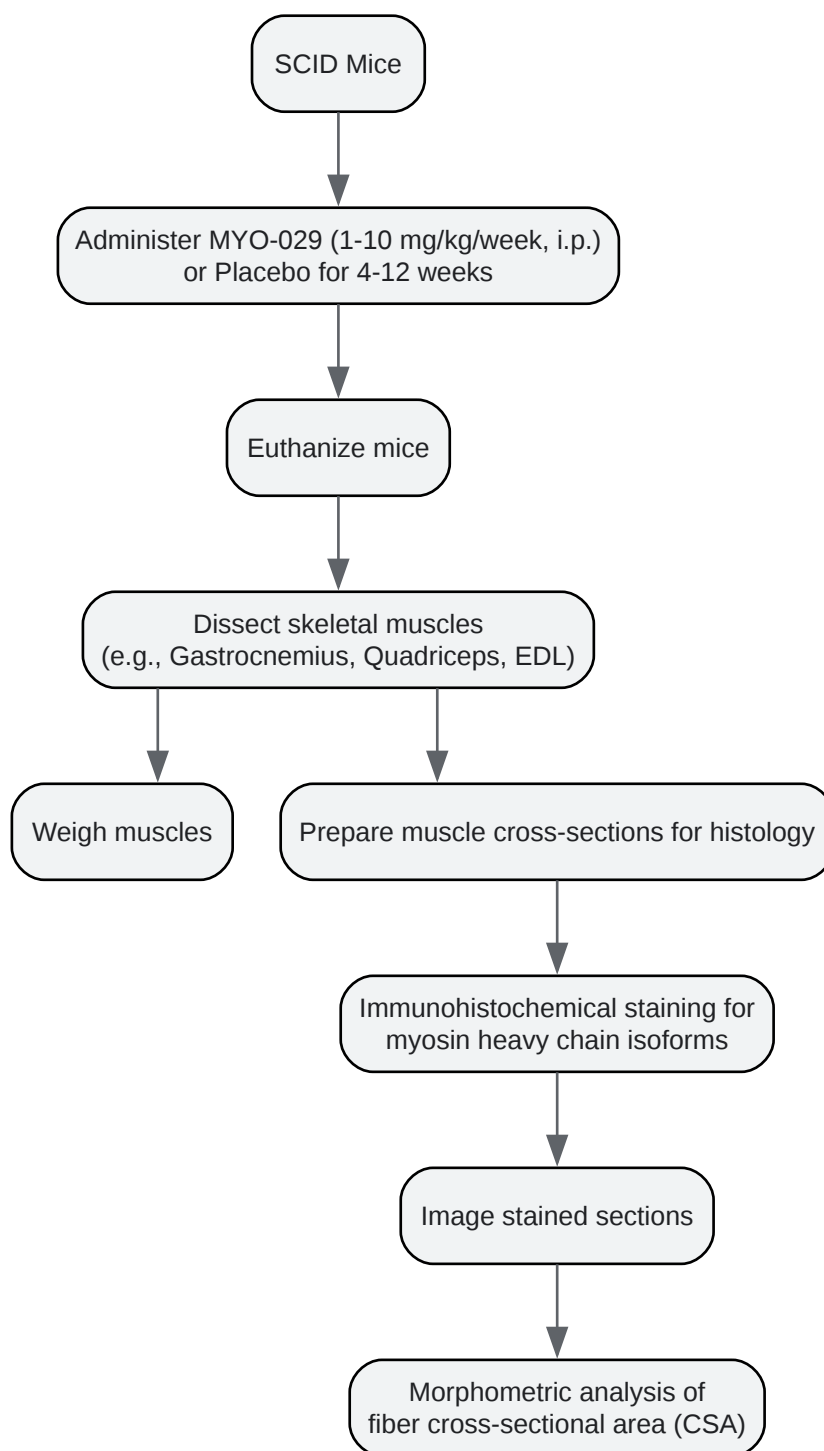 SCID Mice
Administer MYO-029 (1-10 mg/kg/week, i.p.)
or Placebo for 4-12 weeks
Euthanize mice
Dissect skeletal muscles
(e.g., Gastrocnemius, Quadriceps, EDL)
Weigh muscles
Prepare muscle cross-sections for histology
Immunohistochemical staining for
myosin heavy chain isoforms
Image stained sections
Morphometric analysis of
fiber cross-sectional area (CSA)